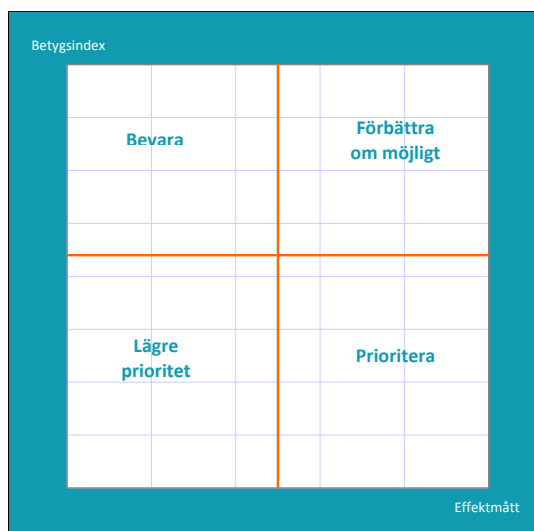 Betygsindex
Bevara
Förbättra
om möjligt
Lägre
prioritet
Prioritera
Effektmått